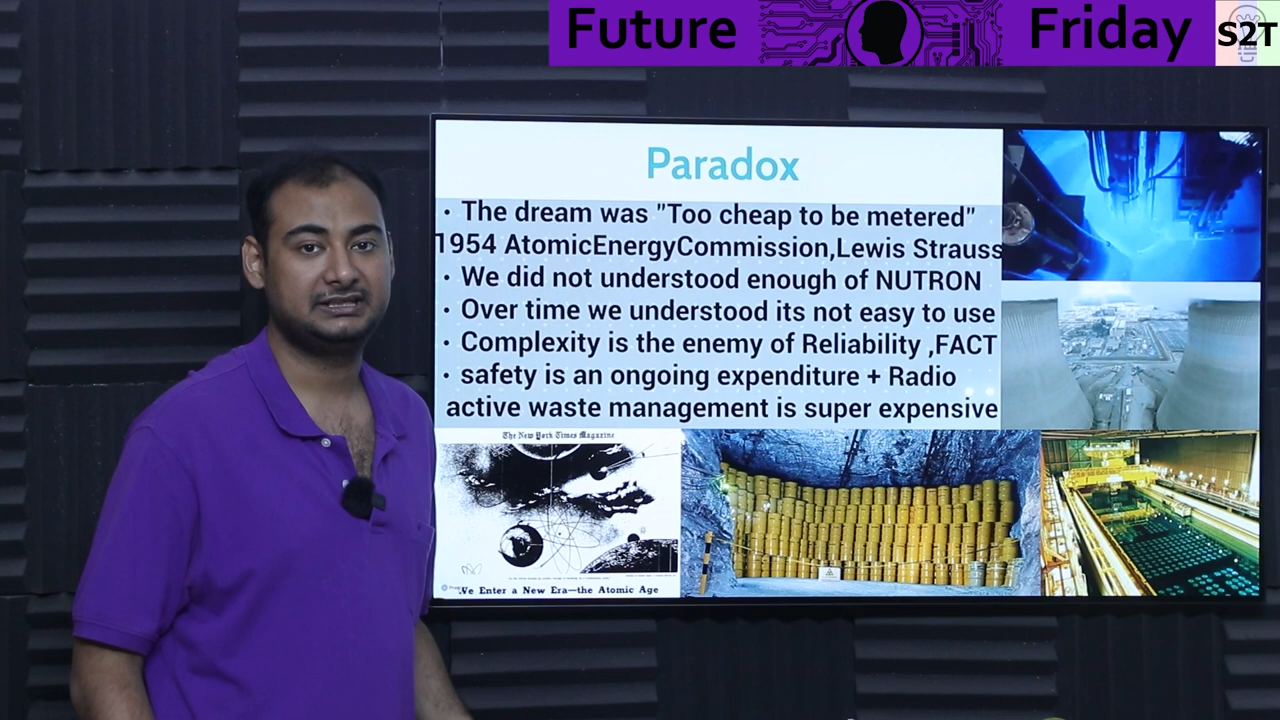 Future Friday
S2T
Paradox
• The dream was "Too cheap to be metered"
1954 AtomicEnergyCommission,Lewis Strauss
• We did not understood enough of NUTRON
• Over time we understood its not easy to use
• Complexity is the enemy of Reliability ,FACT
• safety is an ongoing expenditure + Radio
active waste management is super expensive
The New York Times Magazine
We Enter a New Era—the Atomic Age